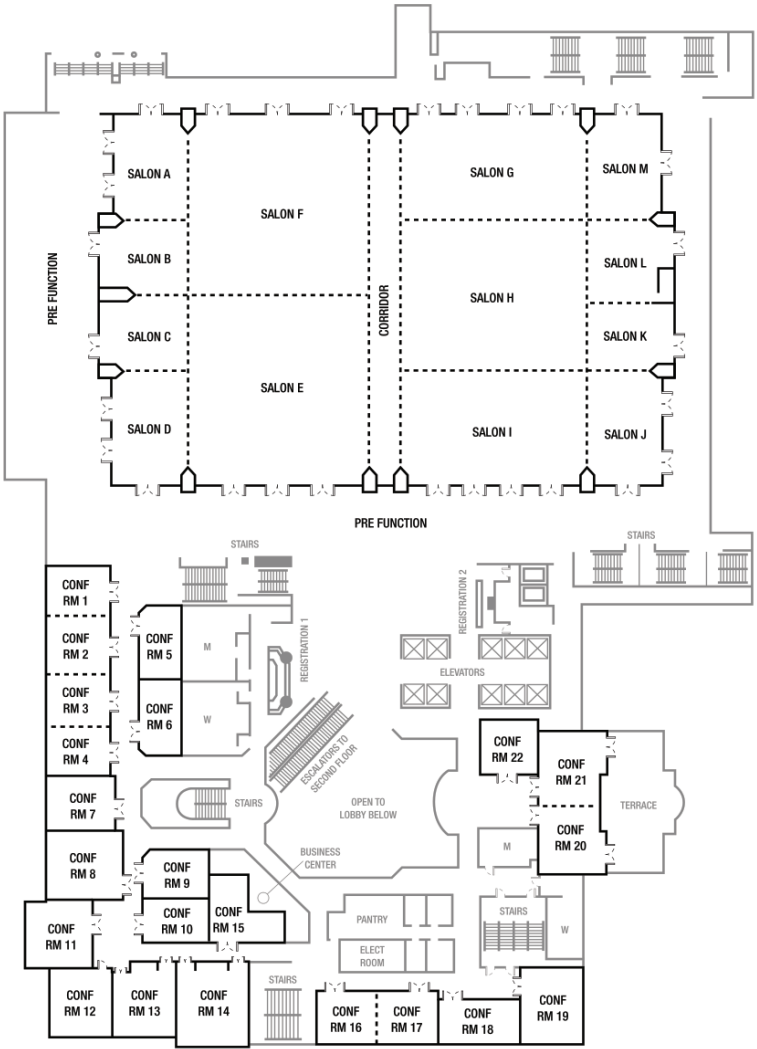 SALON A
SALON F
SALON G
SALON M
SALON B
SALON L
SALON H
PRE FUNCTION
CORRIDOR
SALON C
SALON K
SALON E
SALON D
SALON I
SALON J
PRE FUNCTION
STAIRS
STAIRS
CONF
RM 1
CONF
RM 2
CONF
RM 3
CONF
RM 4
CONF
RM 5
M
CONF
RM 6
W
REGISTRATION 1
REGISTRATION 2
ELEVATORS
ESCALATORS TO
SECOND FLOOR
OPEN TO
LOBBY BELOW
CONF
RM 22
CONF
RM 21
CONF
RM 20
TERRACE
CONF
RM 7
STAIRS
BUSINESS
CENTER
M
CONF
RM 8
CONF
RM 9
CONF
RM 10
CONF
RM 15
CONF
RM 11
PANTRY
ELECT
ROOM
STAIRS
W
CONF
RM 12
CONF
RM 13
CONF
RM 14
STAIRS
CONF
RM 16
CONF
RM 17
CONF
RM 18
CONF
RM 19